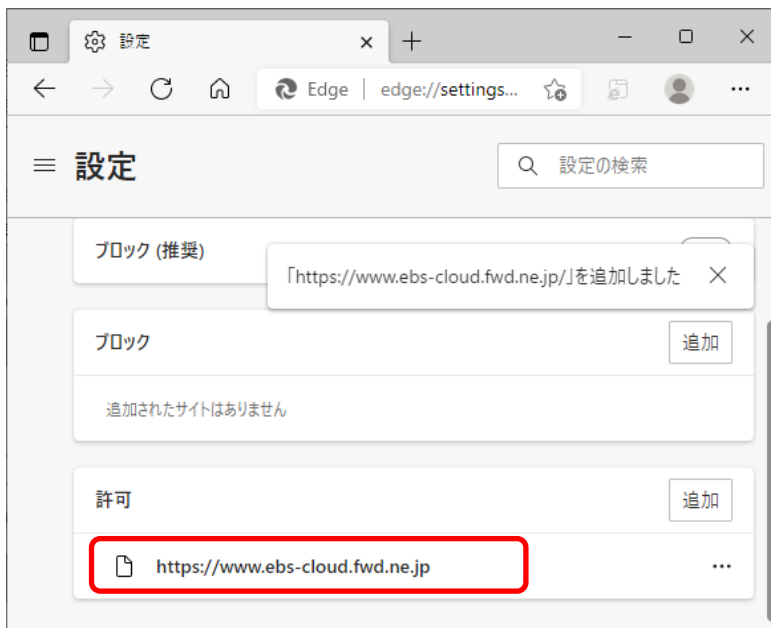 設定
Edge edge://settings...
設定
設定の検索
ブロック (推奨)
「https://www.ebs-cloud.fwd.ne.jp/」を追加しました
ブロック
追加
追加されたサイトはありません
許可
追加
https://www.ebs-cloud.fwd.ne.jp